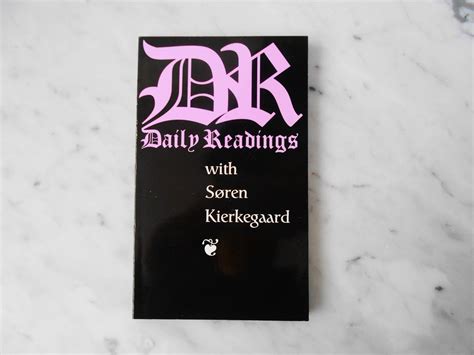 DR
Daily Readings
with
Søren
Kierkegaard